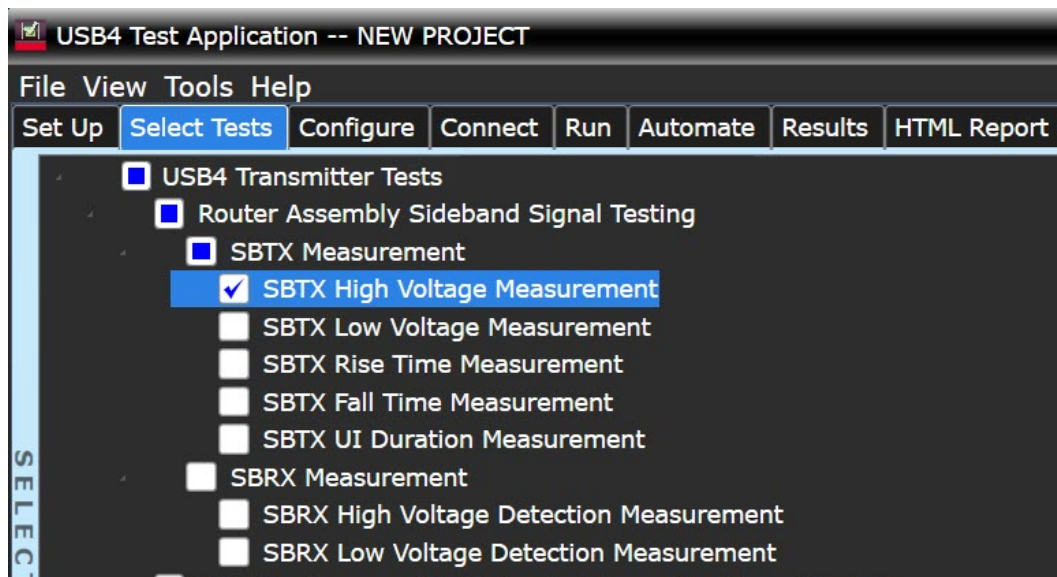 USB4 Test Application -- NEW PROJECT
File View Tools Help
Set Up Select Tests Configure Connect Run Automate Results HTML Report
USB4 Transmitter Tests
Router Assembly Sideband Signal Testing
SBTX Measurement
SBTX High Voltage Measurement
SBTX Low Voltage Measurement
SBTX Rise Time Measurement
SBTX Fall Time Measurement
SBTX UI Duration Measurement
SBRX Measurement
SBRX High Voltage Detection Measurement
SBRX Low Voltage Detection Measurement
SELECT